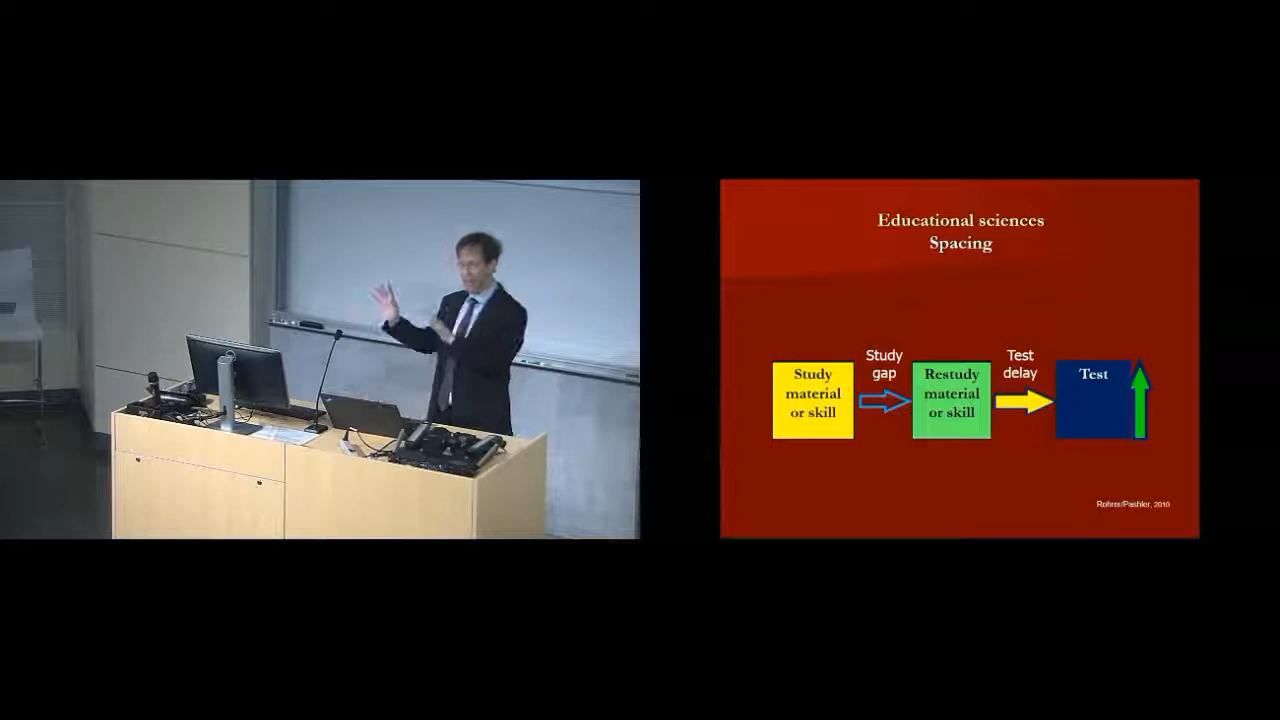 Educational sciences
Spacing
Study
gap
Test
delay
Study
material
or skill
Restudy
material
or skill
Test
Rohrer/Pashler, 2010